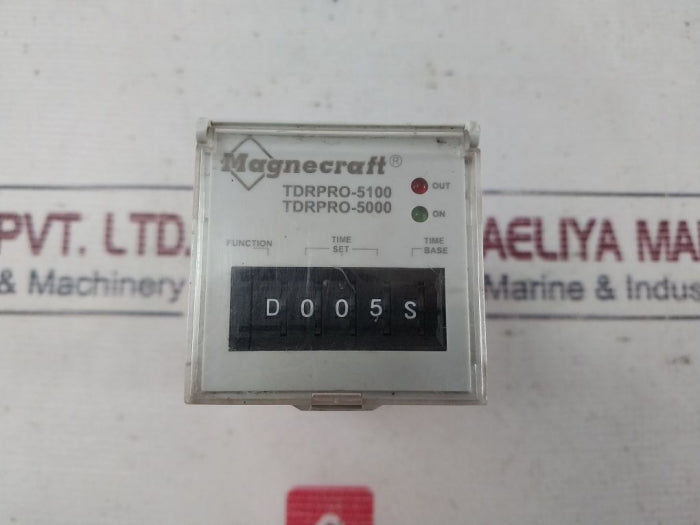 Magnecraft®
TDRPRO-5100
TDRPRO-5000
OUT
ON
FUNCTION
TIME
SET
TIME
BASE
D 0 0 5 S
PVT. LTD.
& Machinery
AELIYA MA
Marine & Indus